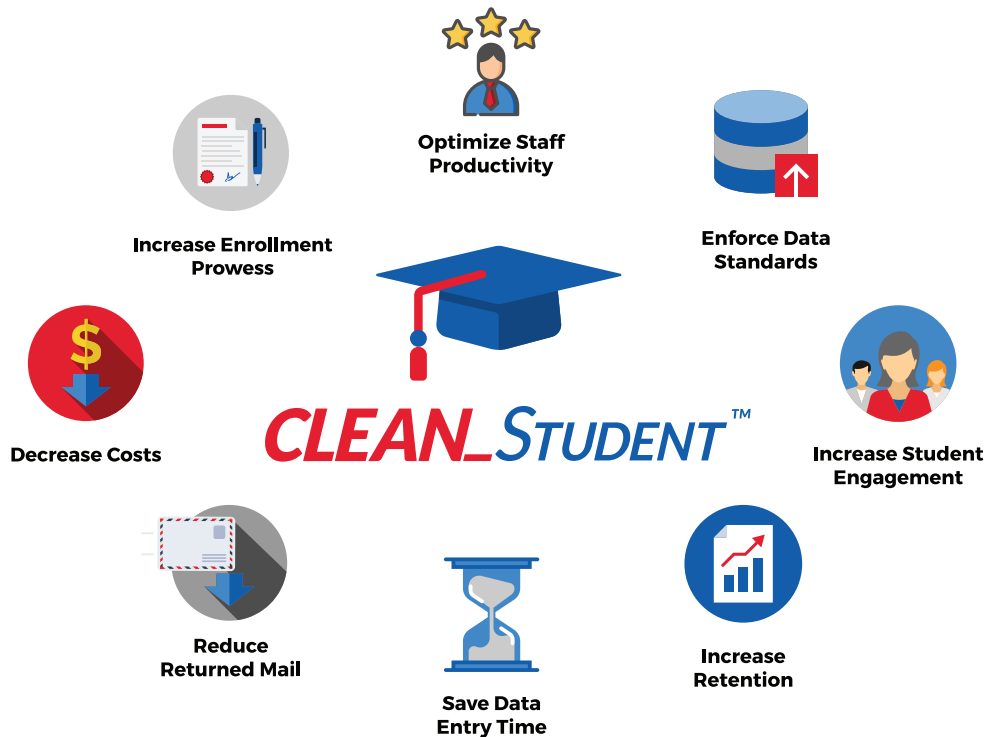 Optimize Staff
Productivity
Enforce Data
Standards
Increase Student
Engagement
Increase
Retention
Save Data
Entry Time
Reduce
Returned Mail
Decrease Costs
Increase Enrollment
Prowess
$
CLEAN_STUDENT™